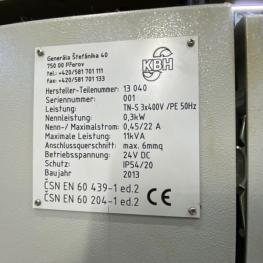 Generála Štefánika 40
750 00 Přerov
tel.: +420/581 701 111
fax.: +420/581 701 133
KBH
Hersteller-Teilenummer: 13 040
Seriennummer: 001
Leistung: TN-S 3x400V /PE 50Hz
Nennleistung: 0,3kW
Nenn-/ Maximalstrom: 0,45/22 A
Maximale Leistung: 11kVA
Anschlussquerschnitt: max. 6mmq
Betriebsspannung: 24V DC
Schutz: IP54/20
Baujahr 2013
ČSN EN 60 439-1 ed.2
ČSN EN 60 204-1 ed.2 CE